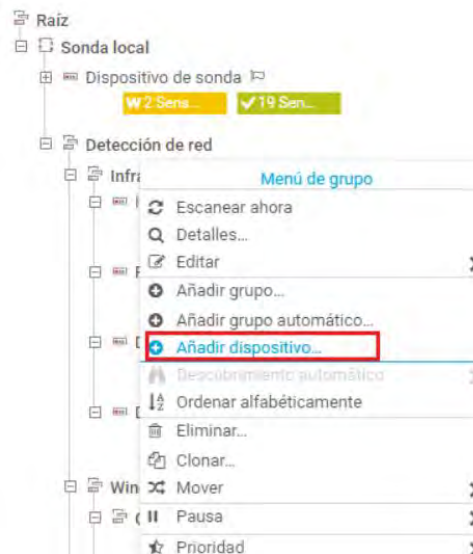 Raíz
Sonda local
Dispositivo de sonda
W 2 Sens...
19 Sen...
Detección de red
Infra
Menú de grupo
Escanear ahora
Detalles...
Editar
Añadir grupo...
Añadir grupo automático...
Añadir dispositivo...
Descubrimiento automático
Ordenar alfabéticamente
Eliminar...
Clonar...
Win
Mover
Pausa
Prioridad